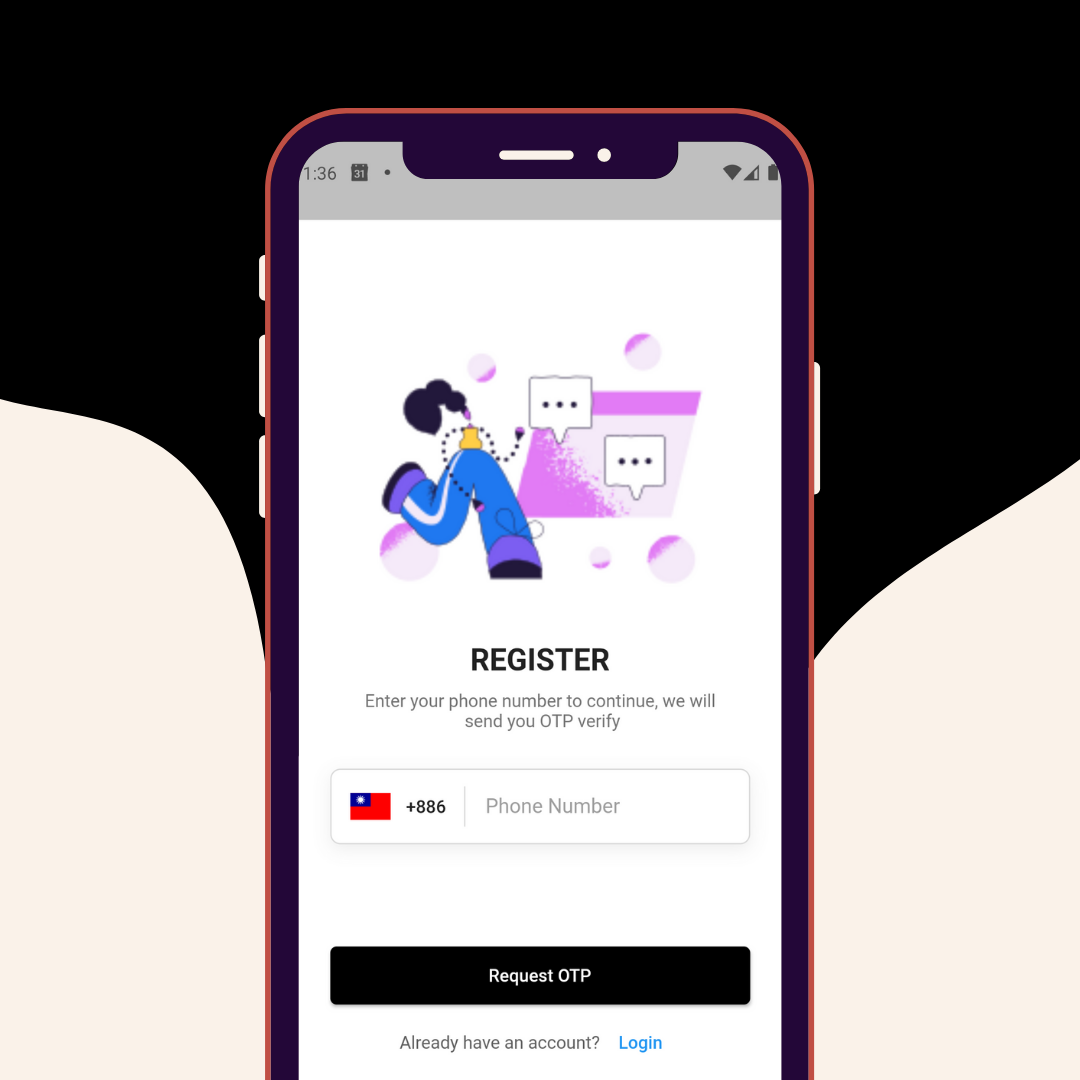 1:36
31
REGISTER
Enter your phone number to continue, we will
send you OTP verify
+886
Phone Number
Request OTP
Already have an account? Login